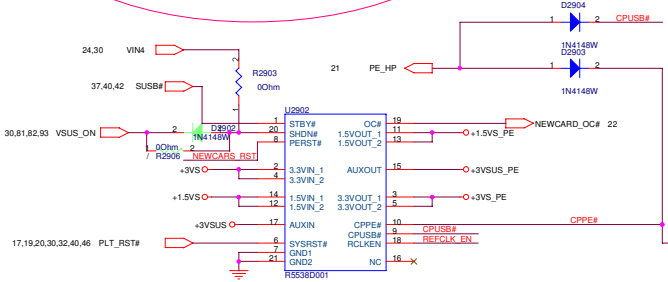 D2904
1 2 CPUSB#
1N4148W
D2903
24,30 VIN4
2
R2903
0Ohm
1
21 PE_HP
1 2
1N4148W
37,40,42 SUSB#
U2902
30,81,82,93 VSUS_ON
2 D2902 1
1N4148W
0Ohm
/ R2906
NEWCARS_RST
1 STBY# OC# 19 NEWCARD_OC# 22
20 SHDN# 1.5VOUT_1 11 +1.5VS_PE
8 PERST# 1.5VOUT_2 13
+3VS 2 3.3VIN_1 AUXOUT 15 +3VSUS_PE
4 3.3VIN_2
+1.5VS 14 1.5VIN_1 3.3VOUT_1 3 +3VS_PE
12 1.5VIN_2 3.3VOUT_2 5
+3VSUS 17 AUXIN CPPE# 10 CPPE#
CPUSB# 9 CPUSB#
17,19,20,30,32,40,46 PLT_RST# 6 SYSRST# RCLKEN 18 REFCLK_EN
7 GND1
21 GND2 NC 16
R5538D001